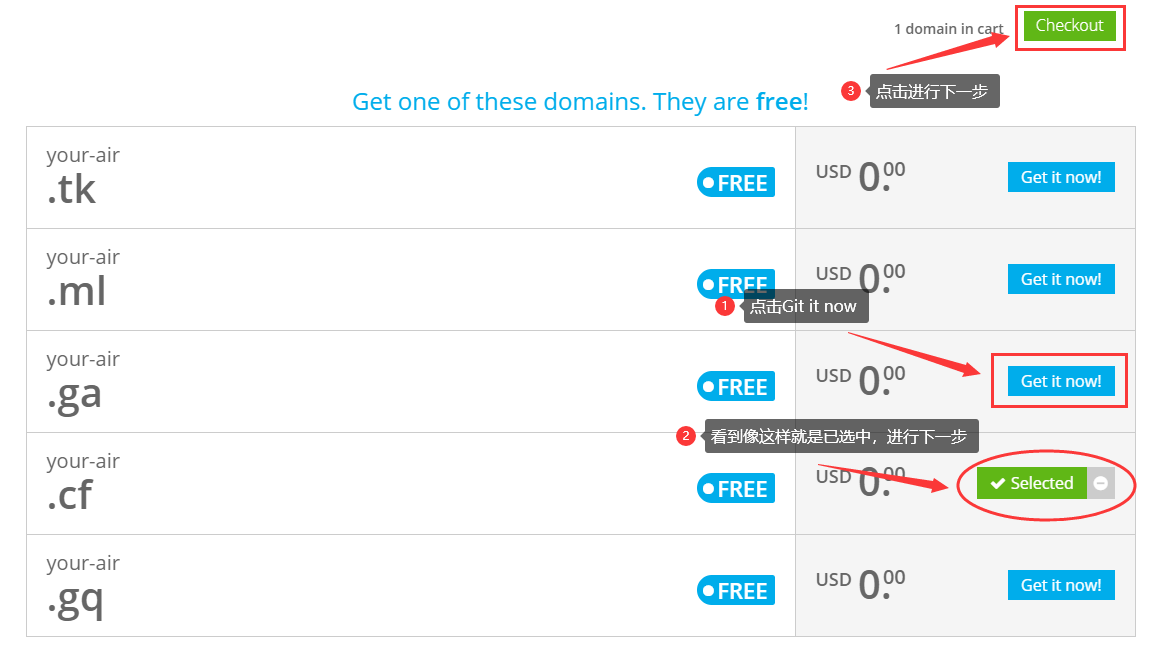 1 domain in cart
Checkout
3
点击进行下一步
Get one of these domains. They are free!
your-air
.tk
FREE
USD 0.00
Get it now!
your-air
.ml
FREE
USD 0.00
Get it now!
1
点击Git it now
your-air
.ga
FREE
USD 0.00
Get it now!
2
看到像这样就是已选中，进行下一步
your-air
.cf
FREE
USD 0.00
Selected
your-air
.gq
FREE
USD 0.00
Get it now!